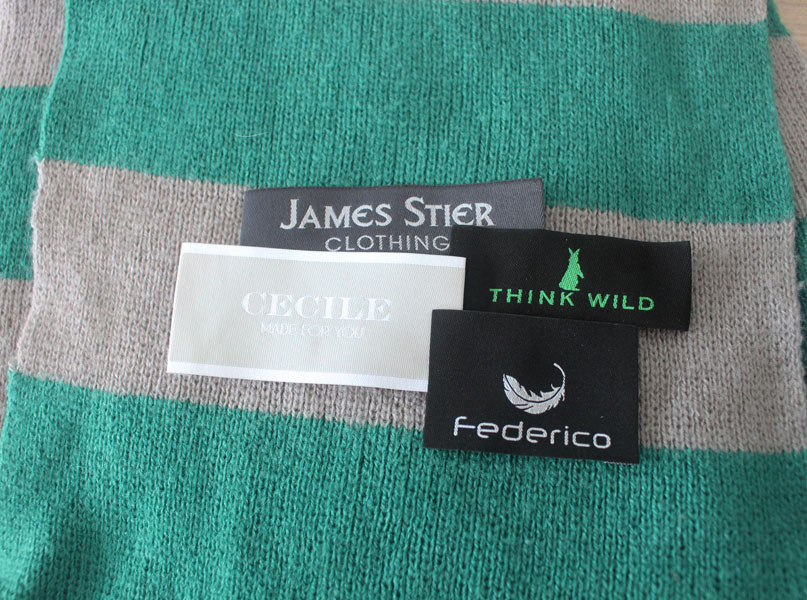 JAMES STIER
CLOTHING
CECILE
MADE FOR YOU
THINK WILD
Federico